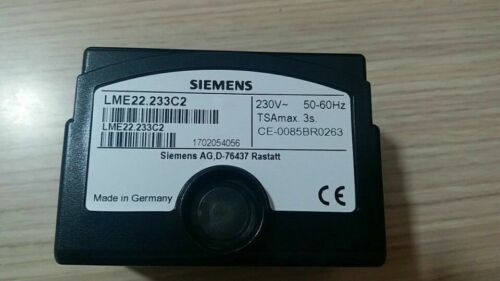 SIEMENS
LME22.233C2
LME22.233C2
1702054056
230V~ 50-60Hz
TSAmax. 3s.
CE-0085BR0263
Siemens AG,D-76437 Rastatt
Made in Germany
CE